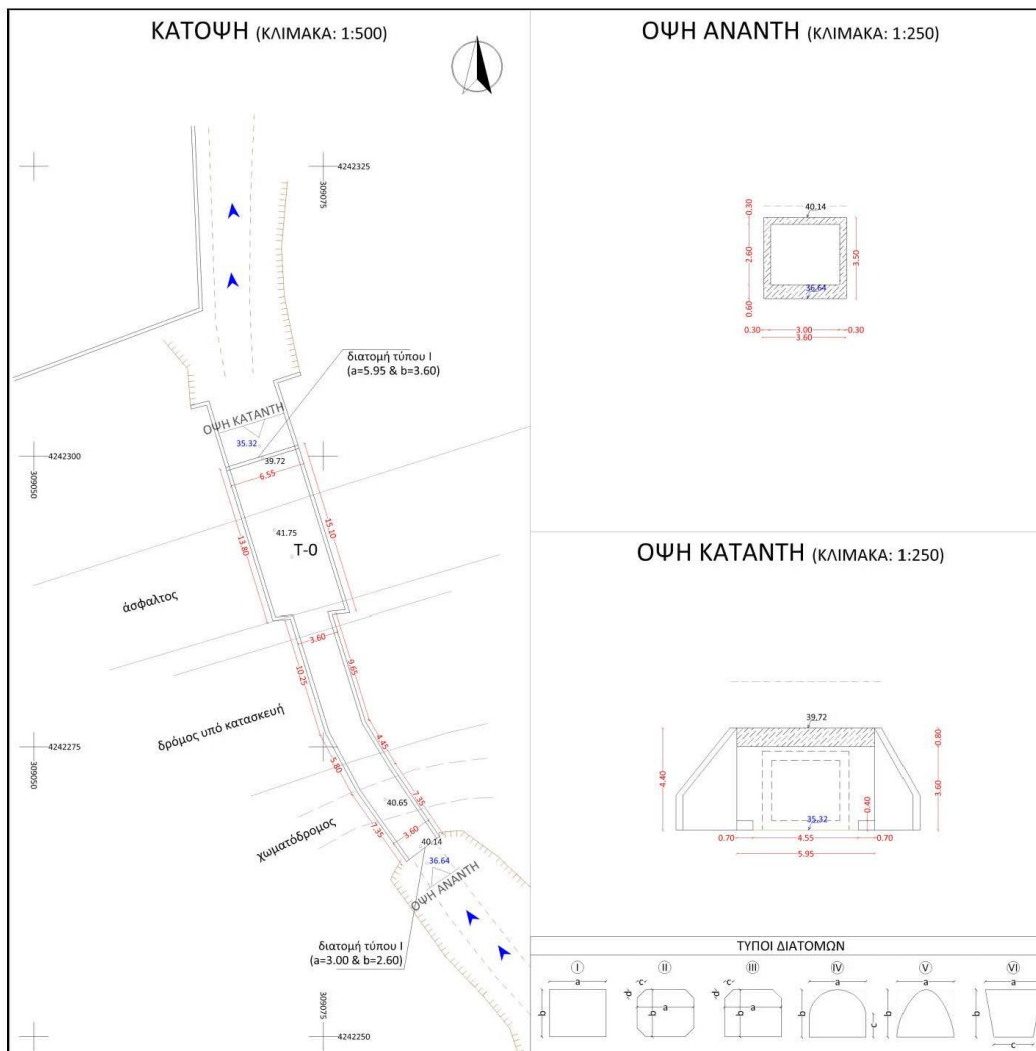 ΚΑΤΟΨΗ (ΚΛΙΜΑΚΑ: 1:500)
4242325
309075
διατομή τύπου Ι
(a=5.95 & b=3.60)
ΟΨΗ ΚΑΤΑΝΤΗ
35.32
4242300
309050
39.72
6.55
15.10
13.80
41.75
T-0
άσφαλτος
3.60
9.65
10.25
δρόμος υπό κατασκευή
4242275
309050
4.45
5.80
7.35
40.65
χωματόδρομος
7.35
3.60
40.14
36.64
ΟΨΗ ΑΝΑΝΤΗ
διατομή τύπου Ι
(a=3.00 & b=2.60)
309075
4242250
ΟΨΗ ΑΝΑΝΤΗ (ΚΛΙΜΑΚΑ: 1:250)
0.30
40.14
2.60
3.50
36.64
0.60
0.30 3.00 0.30
3.60
ΟΨΗ ΚΑΤΑΝΤΗ (ΚΛΙΜΑΚΑ: 1:250)
39.72
0.80
4.40
3.60
0.40
35.32
0.70 4.55 0.70
5.95
ΤΥΠΟΙ ΔΙΑΤΟΜΩΝ
I II III IV V VI
a c c a a a
d d
b b a b a b c b b
c